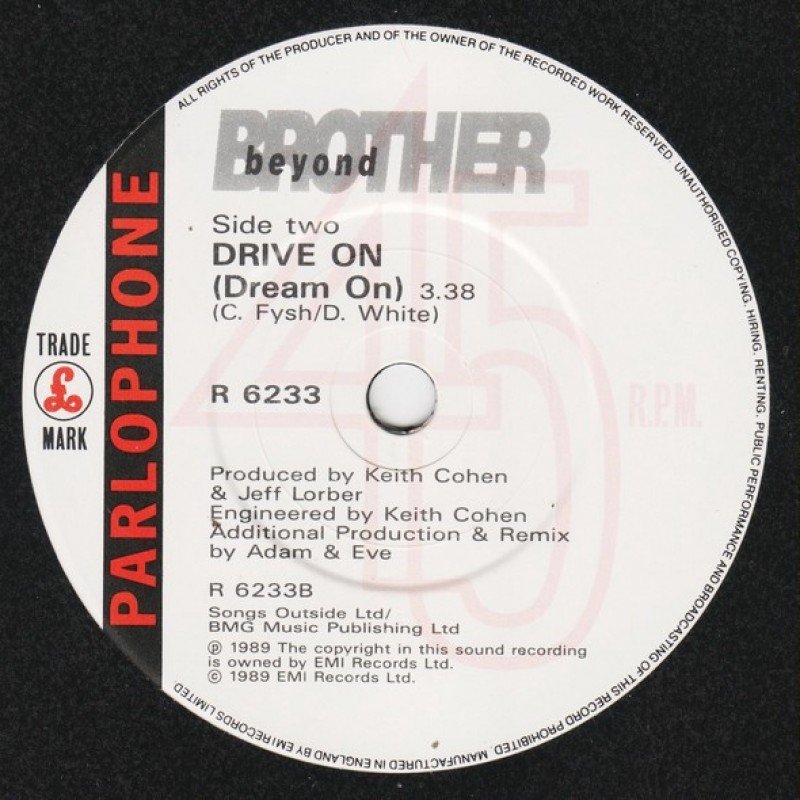 ALL RIGHTS OF THE PRODUCER AND OF THE OWNER OF THE RECORDED WORK RESERVED. UNAUTHORISED COPYING. HIRING. RENTING. PUBLIC PERFORMANCE AND BROADCASTING OF THIS RECORD PROHIBITED. MANUFACTURED IN ENGLAND BY EMI RECORDS LIMITED.
BROTHER
beyond
Side two
DRIVE ON
(Dream On) 3.38
(C. Fysh/D. White)
PARLOPHONE
TRADE
£
MARK
R 6233
45
R.P.M.
Produced by Keith Cohen
& Jeff Lorber
Engineered by Keith Cohen
Additional Production & Remix
by Adam & Eve
R 6233B
Songs Outside Ltd/
BMG Music Publishing Ltd
℗ 1989 The copyright in this sound recording
is owned by EMI Records Ltd.
© 1989 EMI Records Ltd.